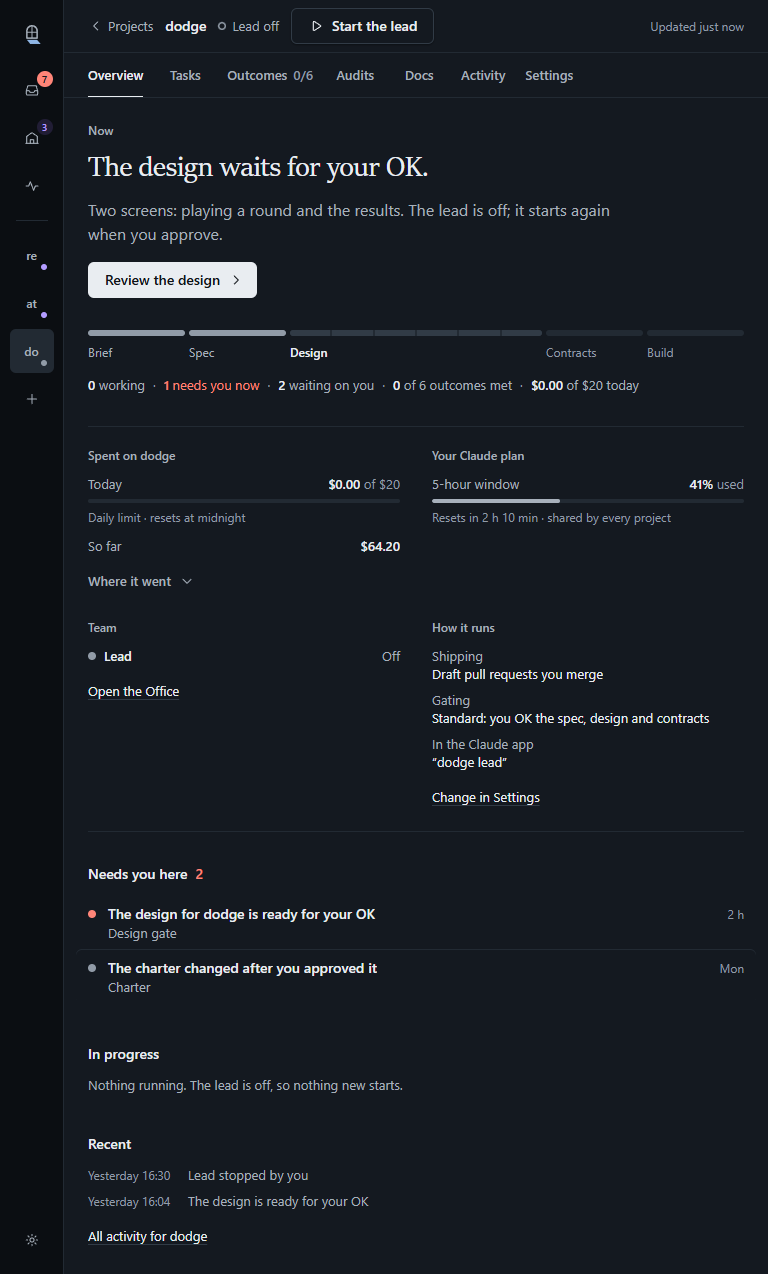 Projects dodge Lead off Start the lead Updated just now
7
3
re
at
do
Overview Tasks Outcomes 0/6 Audits Docs Activity Settings
Now
The design waits for your OK.
Two screens: playing a round and the results. The lead is off; it starts again
when you approve.
Review the design
Brief Spec Design Contracts Build
0 working · 1 needs you now · 2 waiting on you · 0 of 6 outcomes met · $0.00 of $20 today
Spent on dodge
Today $0.00 of $20
Daily limit · resets at midnight
So far $64.20
Where it went
Your Claude plan
5-hour window 41% used
Resets in 2 h 10 min · shared by every project
Team
Lead Off
Open the Office
How it runs
Shipping
Draft pull requests you merge
Gating
Standard: you OK the spec, design and contracts
In the Claude app
“dodge lead”
Change in Settings
Needs you here 2
The design for dodge is ready for your OK 2 h
Design gate
The charter changed after you approved it Mon
Charter
In progress
Nothing running. The lead is off, so nothing new starts.
Recent
Yesterday 16:30 Lead stopped by you
Yesterday 16:04 The design is ready for your OK
All activity for dodge